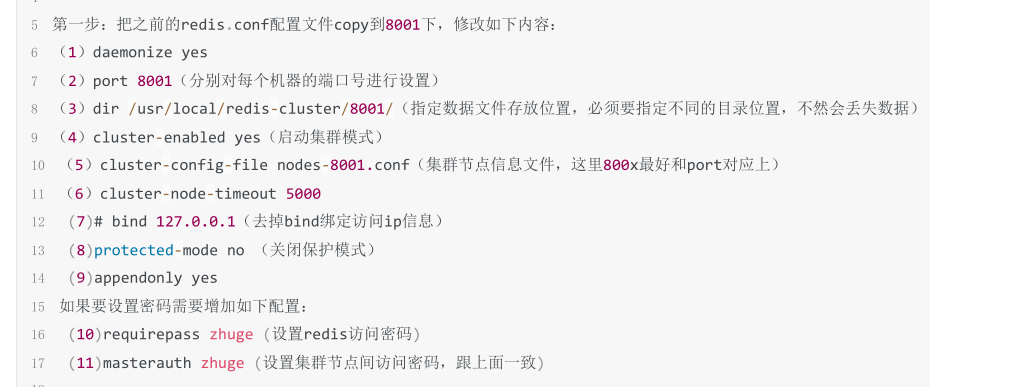 5 第一步：把之前的redis.conf配置文件copy到8001下，修改如下内容：
6 （1）daemonize yes
7 （2）port 8001（分别对每个机器的端口号进行设置）
8 （3）dir /usr/local/redis-cluster/8001/（指定数据文件存放位置，必须要指定不同的目录位置，不然会丢失数据）
9 （4）cluster-enabled yes（启动集群模式）
10 （5）cluster-config-file nodes-8001.conf（集群节点信息文件，这里800x最好和port对应上）
11 （6）cluster-node-timeout 5000
12 (7)# bind 127.0.0.1（去掉bind绑定访问ip信息）
13 (8)protected-mode no （关闭保护模式）
14 (9)appendonly yes
15 如果要设置密码需要增加如下配置：
16 (10)requirepass zhuge (设置redis访问密码)
17 (11)masterauth zhuge (设置集群节点间访问密码，跟上面一致)